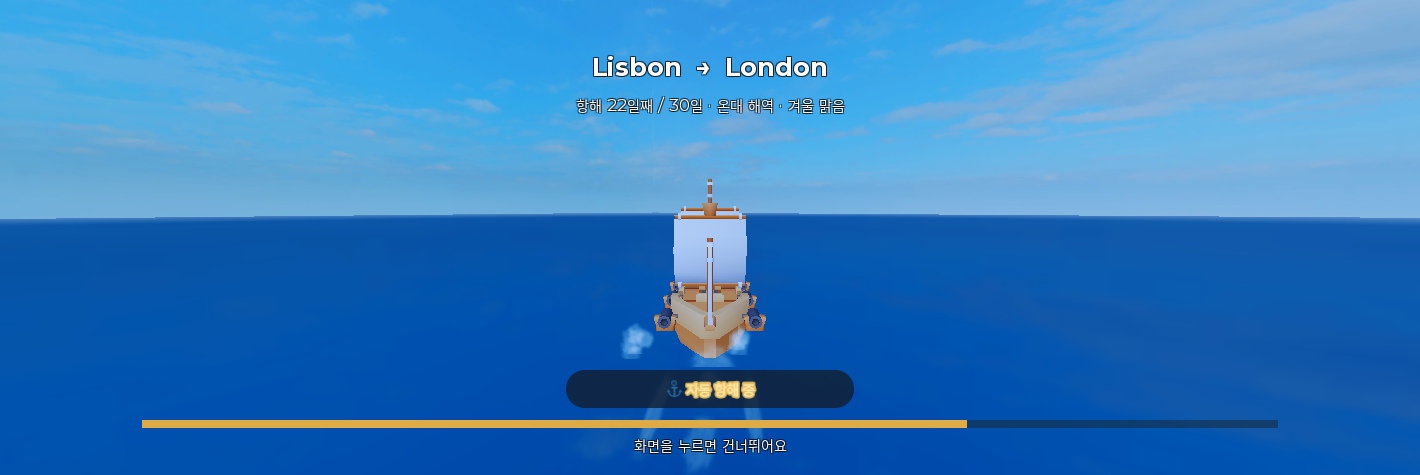 Lisbon → London
항해 22일째 / 30일 · 온대 해역 · 겨울 맑음
⚓ 자동 항해 중
화면을 누르면 건너뛰어요